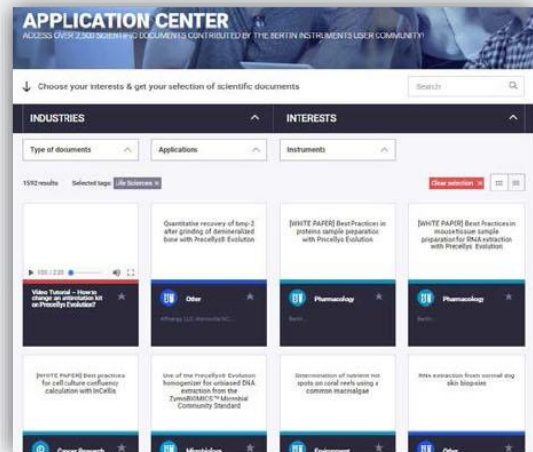 APPLICATION CENTER
ACCESS OVER 2,500 SCIENTIFIC DOCUMENTS CONTRIBUTED BY THE BERTIN INSTRUMENTS USER COMMUNITY!
Choose your interests & get your selection of scientific documents
Search
INDUSTRIES
INTERESTS
Type of documents
Applications
Instruments
1592 results
Selected tags:
Life Sciences ×
Clear selection ×
Quantitative recovery of bmp-2
after grinding of demineralized
bone with Precellys® Evolution
[WHITE PAPER] Best Practices in
proteins sample preparation
with Precellys Evolution
[WHITE PAPER] Best Practices in
mouse tissue sample
preparation for RNA extraction
with Precellys Evolution
Video Tutorial – How to
change an antirotation kit
on Precellys Evolution?
Other
Pharmacology
Pharmacology
Bertin
Bertin
[WHITE PAPER] Best practices
for cell culture confluency
calculation with InCellis
Use of the Precellys® Evolution
homogenizer for unbiased DNA
extraction from the
ZymoBIOMICS™ Microbial
Community Standard
Determination of nutrient hot
spots on coral reefs using a
common macroalgae
RNA extraction from normal dog
skin biopsies
Cancer Research
Microbiology
Environment
Other